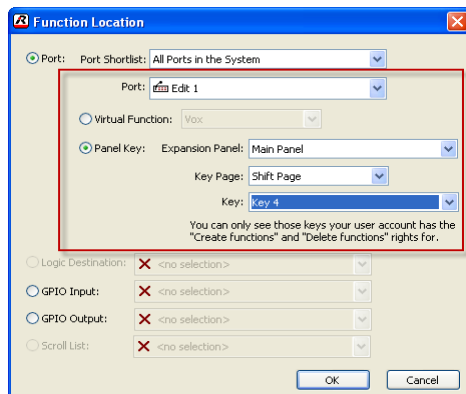 Function Location
Port: Port Shortlist: All Ports in the System
Port: Edit 1
Virtual Function: Vox
Panel Key: Expansion Panel: Main Panel
Key Page: Shift Page
Key: Key 4
You can only see those keys your user account has the
"Create functions" and "Delete functions" rights for.
Logic Destination: <no selection>
GPIO Input: <no selection>
GPIO Output: <no selection>
Scroll List: <no selection>
OK Cancel